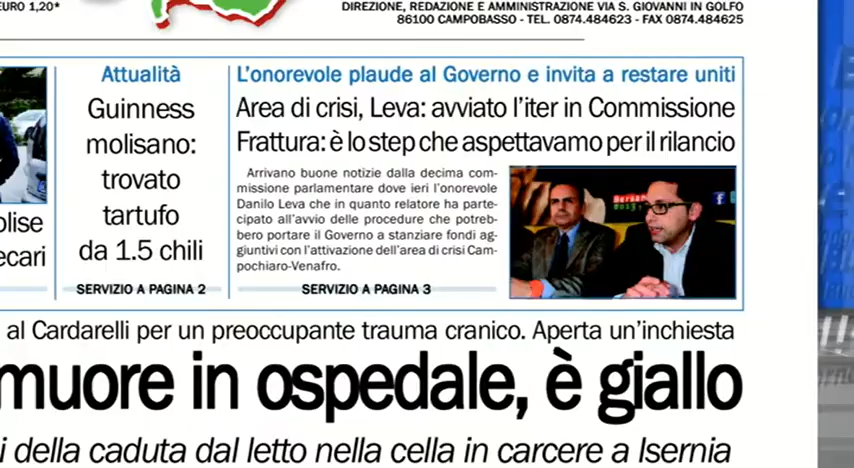 EURO 1,20*
DIREZIONE, REDAZIONE E AMMINISTRAZIONE VIA S. GIOVANNI IN GOLFO
86100 CAMPOBASSO - TEL. 0874.484623 - FAX 0874.484625
Attualità
Guinness
molisano:
trovato
tartufo
da 1.5 chili
SERVIZIO A PAGINA 2
L'onorevole plaude al Governo e invita a restare uniti
Area di crisi, Leva: avviato l'iter in Commissione
Frattura: è lo step che aspettavamo per il rilancio
Arrivano buone notizie dalla decima com-
missione parlamentare dove ieri l'onorevole
Danilo Leva che in quanto relatore ha parte-
cipato all'avvio delle procedure che potreb-
bero portare il Governo a stanziare fondi ag-
giuntivi con l'attivazione dell'area di crisi Cam-
pochiaro-Venafro.
SERVIZIO A PAGINA 3
olise
ecari
al Cardarelli per un preoccupante trauma cranico. Aperta un'inchiesta
muore in ospedale, è giallo
i della caduta dal letto nella cella in carcere a Isernia